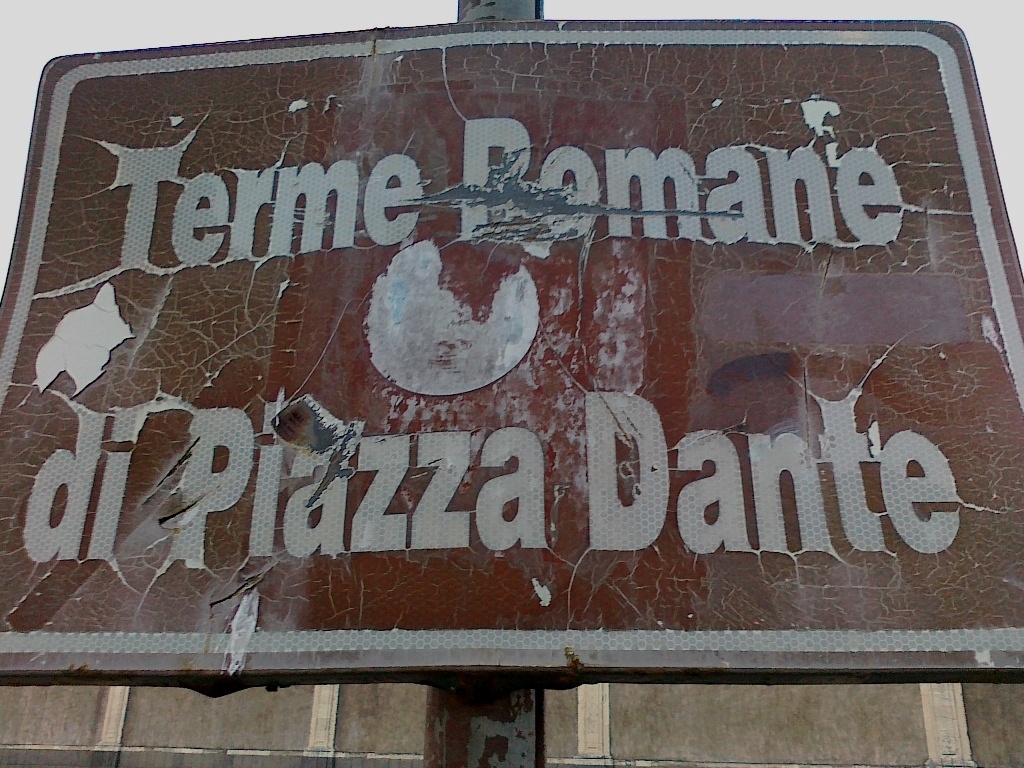 Terme Romane
di Piazza Dante